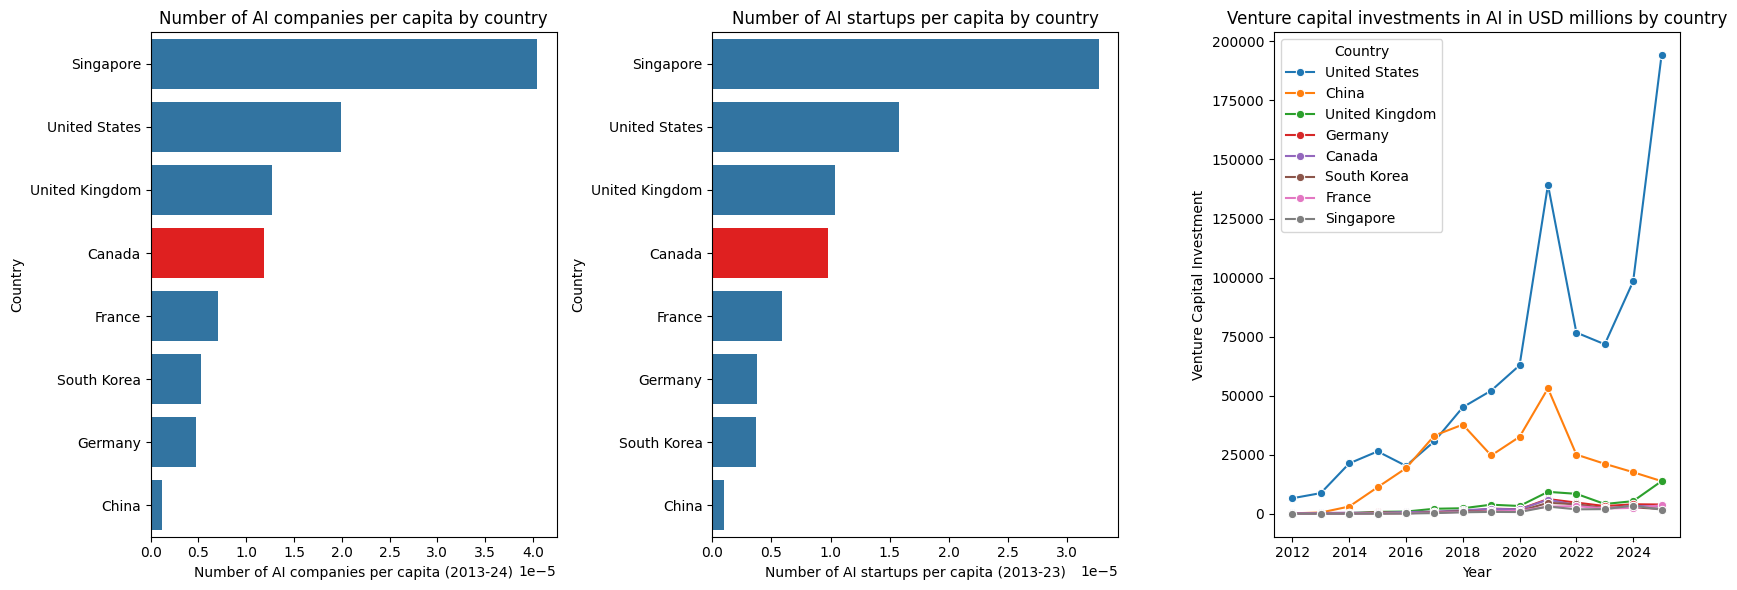 Number of AI companies per capita by country
Country
Singapore
United States
United Kingdom
Canada
France
South Korea
Germany
China
0.0 0.5 1.0 1.5 2.0 2.5 3.0 3.5 4.0
1e−5
Number of AI companies per capita (2013-24)
Number of AI startups per capita by country
Country
Singapore
United States
United Kingdom
Canada
France
Germany
South Korea
China
0.0 0.5 1.0 1.5 2.0 2.5 3.0
1e−5
Number of AI startups per capita (2013-23)
Venture capital investments in AI in USD millions by country
Venture Capital Investment
200000
175000
150000
125000
100000
75000
50000
25000
0
Country
United States
China
United Kingdom
Germany
Canada
South Korea
France
Singapore
2012 2014 2016 2018 2020 2022 2024
Year